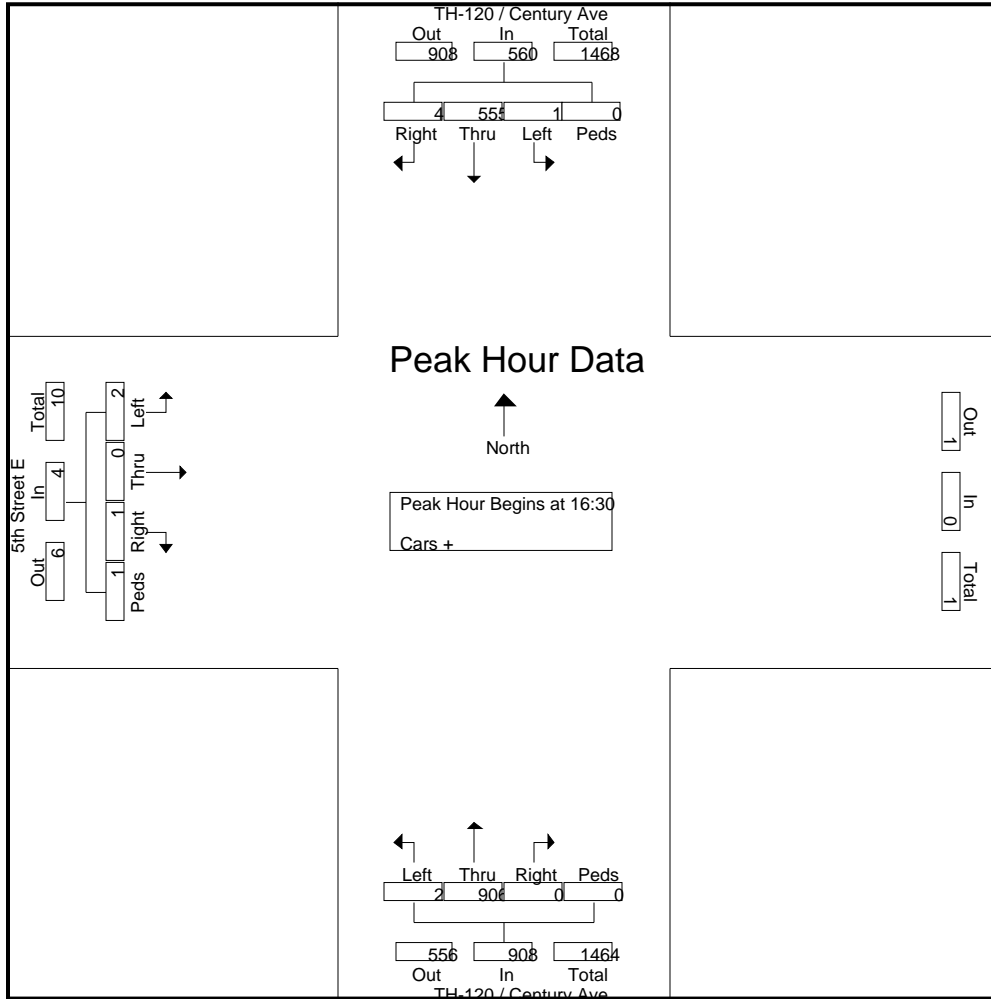 TH-120 / Century Ave
Out In Total
908 560 1468
4 555 1 0
Right Thru Left Peds
Peak Hour Data
North
Peak Hour Begins at 16:30
Cars +
5th Street E
Out In Total
6 4 10
2 0 1 1
Left Thru Right Peds
Out In Total
1 0 1
Left Thru Right Peds
2 906 0 0
556 908 1464
Out In Total
TH-120 / Century Ave